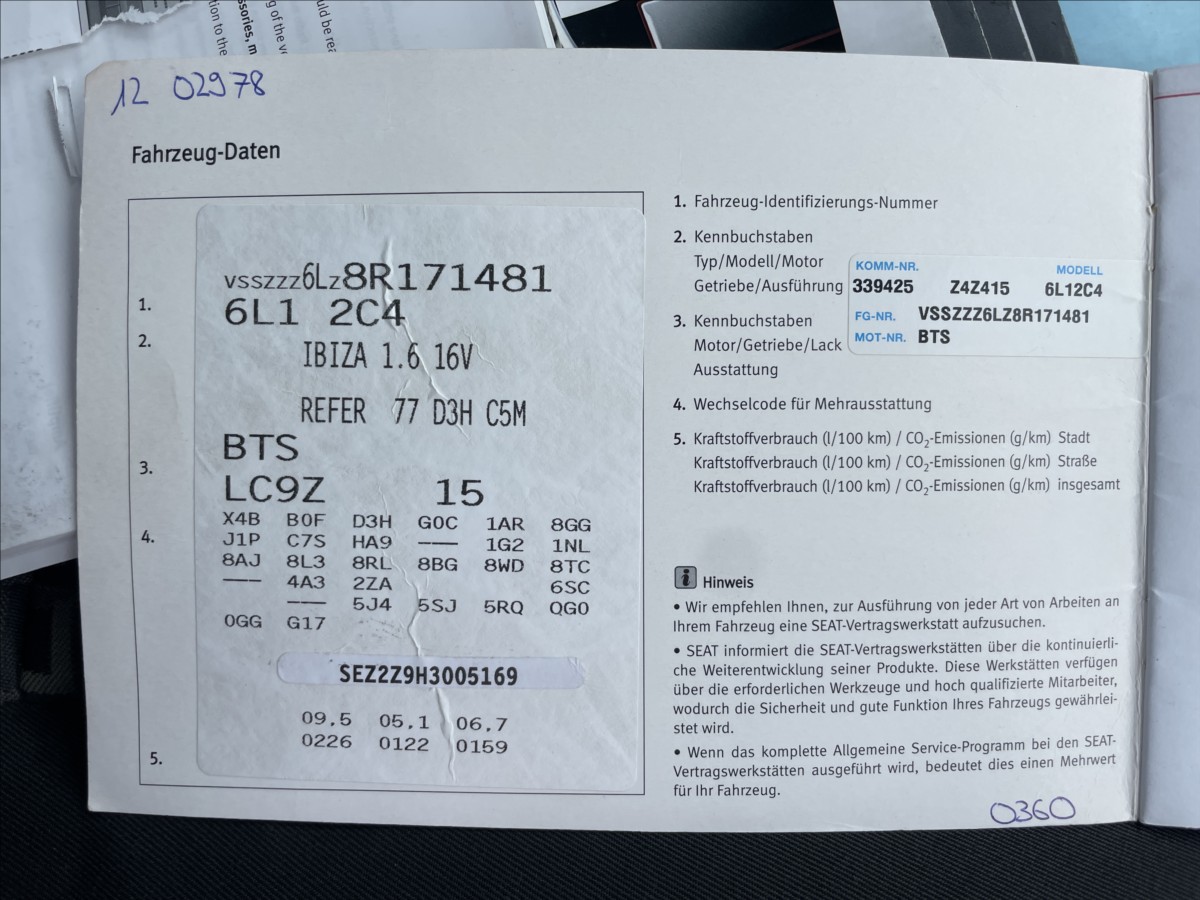 tion to the
ssories, m
g of the v
uld be re
12 02978
Fahrzeug-Daten
1.
2.
3.
4.
5.
vsszzz6Lz8R171481
6L1 2C4
IBIZA 1.6 16V
REFER 77 D3H C5M
BTS
LC9Z 15
X4B B0F D3H G0C 1AR 8GG
J1P C7S HA9 —— 1G2 1NL
8AJ 8L3 8RL 8BG 8WD 8TC
—— 4A3 2ZA 6SC
—— 5J4 5SJ 5RQ QG0
0GG G17
SEZ2Z9H3005169
09.5 05.1 06.7
0226 0122 0159
1. Fahrzeug-Identifizierungs-Nummer
2. Kennbuchstaben
Typ/Modell/Motor
Getriebe/Ausführung
3. Kennbuchstaben
Motor/Getriebe/Lack
Ausstattung
KOMM-NR. MODELL
339425 Z4Z415 6L12C4
FG-NR. VSSZZZ6LZ8R171481
MOT-NR. BTS
4. Wechselcode für Mehrausstattung
5. Kraftstoffverbrauch (l/100 km) / CO₂-Emissionen (g/km) Stadt
Kraftstoffverbrauch (l/100 km) / CO₂-Emissionen (g/km) Straße
Kraftstoffverbrauch (l/100 km) / CO₂-Emissionen (g/km) insgesamt
i Hinweis
• Wir empfehlen Ihnen, zur Ausführung von jeder Art von Arbeiten an
Ihrem Fahrzeug eine SEAT-Vertragswerkstatt aufzusuchen.
• SEAT informiert die SEAT-Vertragswerkstätten über die kontinuierli-
che Weiterentwicklung seiner Produkte. Diese Werkstätten verfügen
über die erforderlichen Werkzeuge und hoch qualifizierte Mitarbeiter,
wodurch die Sicherheit und gute Funktion Ihres Fahrzeugs gewährlei-
stet wird.
• Wenn das komplette Allgemeine Service-Programm bei den SEAT-
Vertragswerkstätten ausgeführt wird, bedeutet dies einen Mehrwert
für Ihr Fahrzeug.
0360